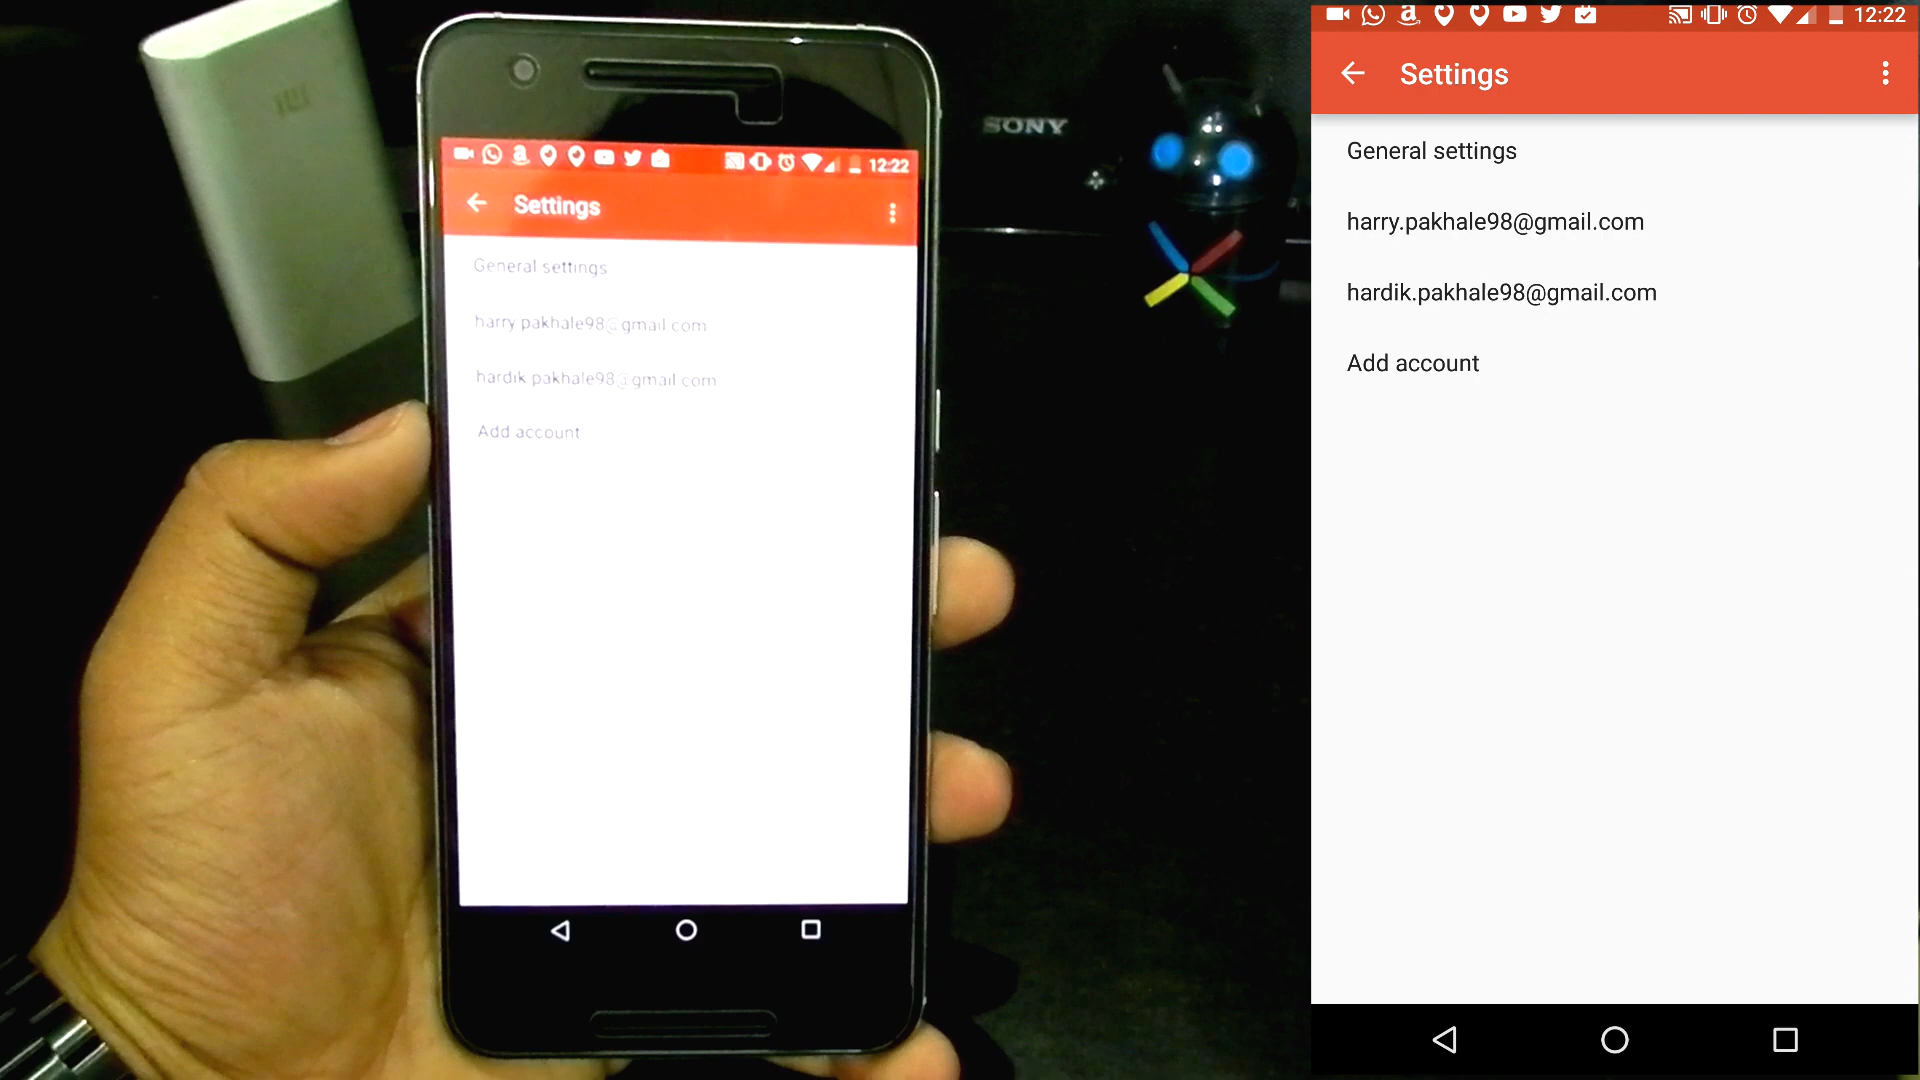 MI
SONY
12:22
Settings
General settings
harry.pakhale98@gmail.com
hardik.pakhale98@gmail.com
Add account
12:22
Settings
General settings
harry.pakhale98@gmail.com
hardik.pakhale98@gmail.com
Add account